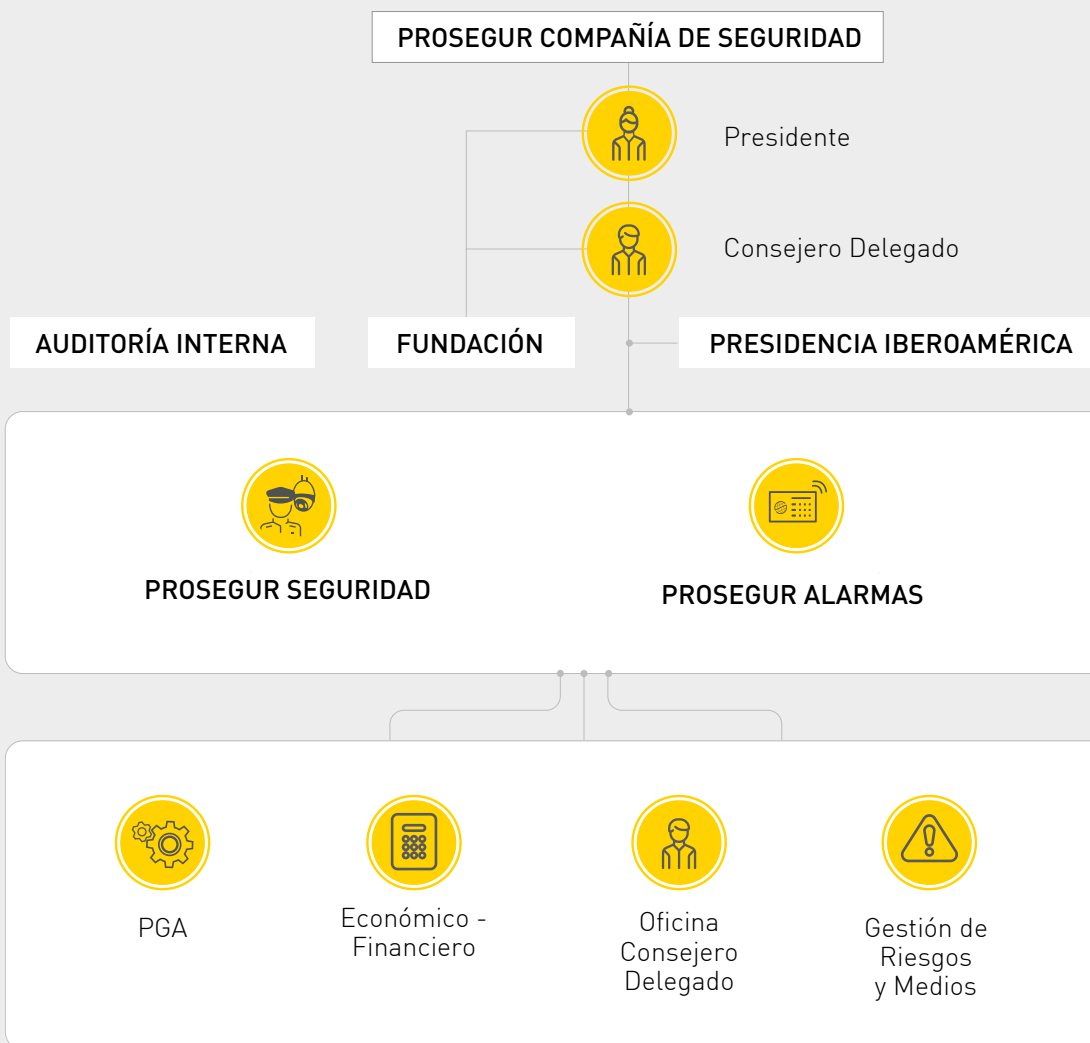 PROSEGUR COMPAÑÍA DE SEGURIDAD
Presidente
Consejero Delegado
AUDITORÍA INTERNA
FUNDACIÓN
PRESIDENCIA IBEROAMÉRICA
PROSEGUR SEGURIDAD
PROSEGUR ALARMAS
PGA
Económico -
Financiero
Oficina
Consejero
Delegado
Gestión de
Riesgos
y Medios